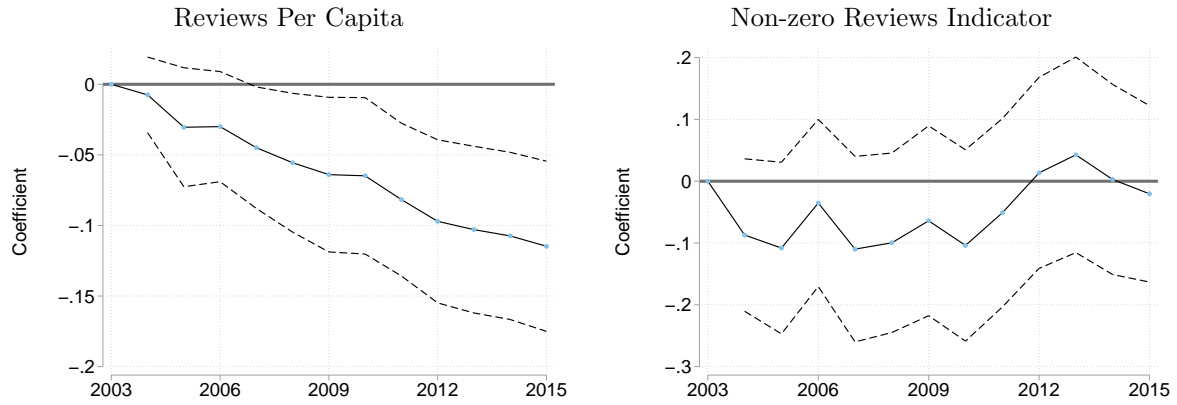 Reviews Per Capita
Coefficient
0
−.05
−.1
−.15
−.2
2003 2006 2009 2012 2015
Non-zero Reviews Indicator
Coefficient
.2
.1
0
−.1
−.2
−.3
2003 2006 2009 2012 2015